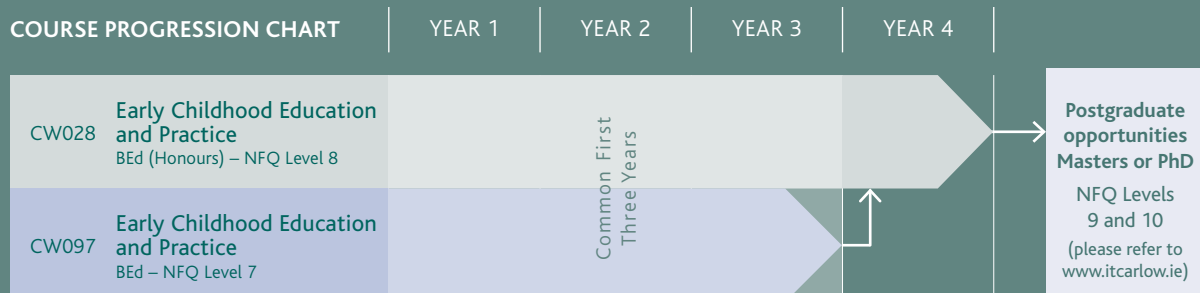 COURSE PROGRESSION CHART
YEAR 1
YEAR 2
YEAR 3
YEAR 4
CW028
Early Childhood Education
and Practice
BEd (Honours) – NFQ Level 8
CW097
Early Childhood Education
and Practice
BEd – NFQ Level 7
Common First
Three Years
Postgraduate
opportunities
Masters or PhD
NFQ Levels
9 and 10
(please refer to
www.itcarlow.ie)